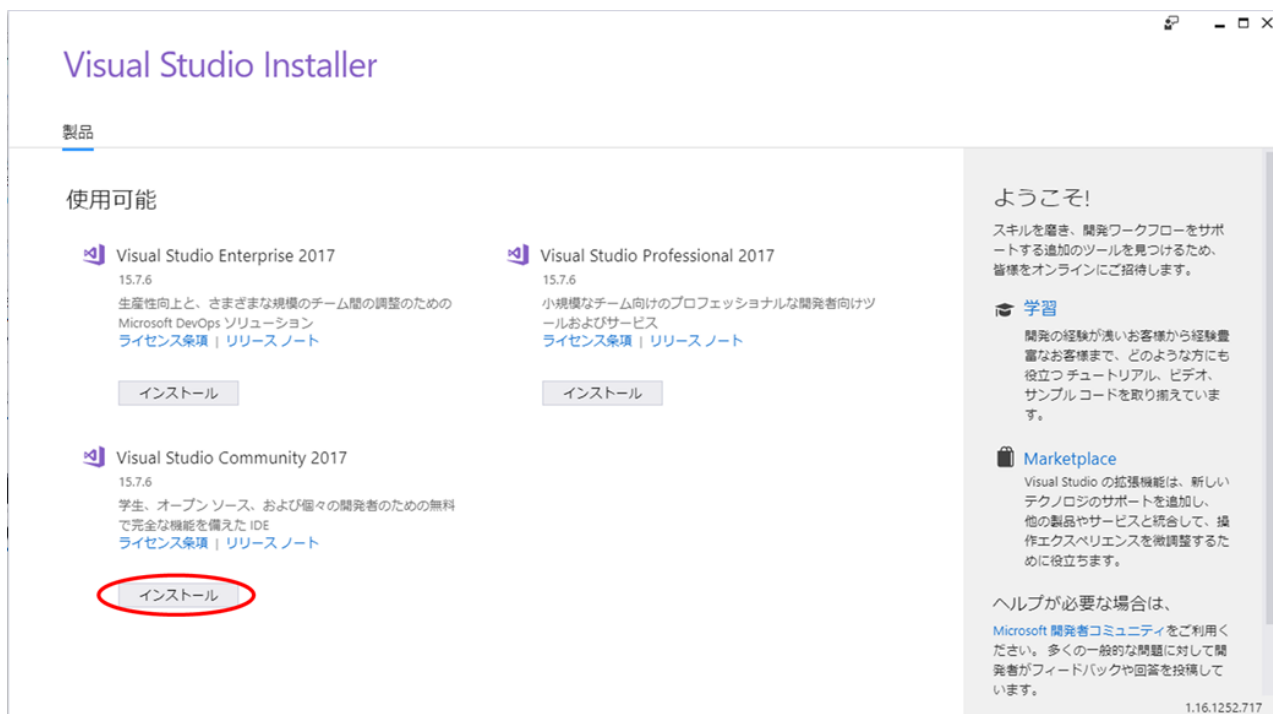 Visual Studio Installer
製品
使用可能
Visual Studio Enterprise 2017
15.7.6
生産性向上と、さまざまな規模のチーム間の調整のための
Microsoft DevOps ソリューション
ライセンス条項 | リリース ノート
インストール
Visual Studio Professional 2017
15.7.6
小規模なチーム向けのプロフェッショナルな開発者向けツ
ールおよびサービス
ライセンス条項 | リリース ノート
インストール
Visual Studio Community 2017
15.7.6
学生、オープン ソース、および個々の開発者のための無料
で完全な機能を備えた IDE
ライセンス条項 | リリース ノート
インストール
ようこそ!
スキルを磨き、開発ワークフローをサポ
ートする追加のツールを見つけるため、
皆様をオンラインにご招待します。
学習
開発の経験が浅いお客様から経験豊
富なお客様まで、どのような方にも
役立つ チュートリアル、ビデオ、
サンプル コードを取り揃えていま
す。
Marketplace
Visual Studio の拡張機能は、新しい
テクノロジのサポートを追加し、
他の製品やサービスと統合して、操
作エクスペリエンスを微調整するた
めに役立ちます。
ヘルプが必要な場合は、
Microsoft 開発者コミュニティをご利用く
ださい。 多くの一般的な問題に対して開
発者がフィードバックや回答を投稿して
います。
1.16.1252.717